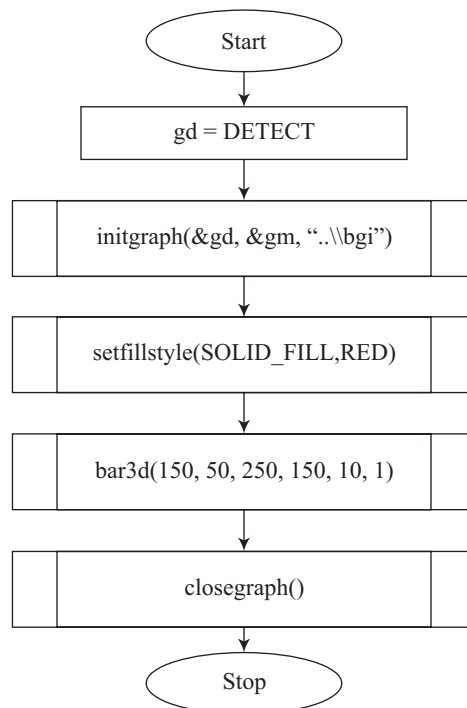 Start
gd = DETECT
initgraph(&gd, &gm, “..\\bgi”)
setfillstyle(SOLID_FILL,RED)
bar3d(150, 50, 250, 150, 10, 1)
closegraph()
Stop